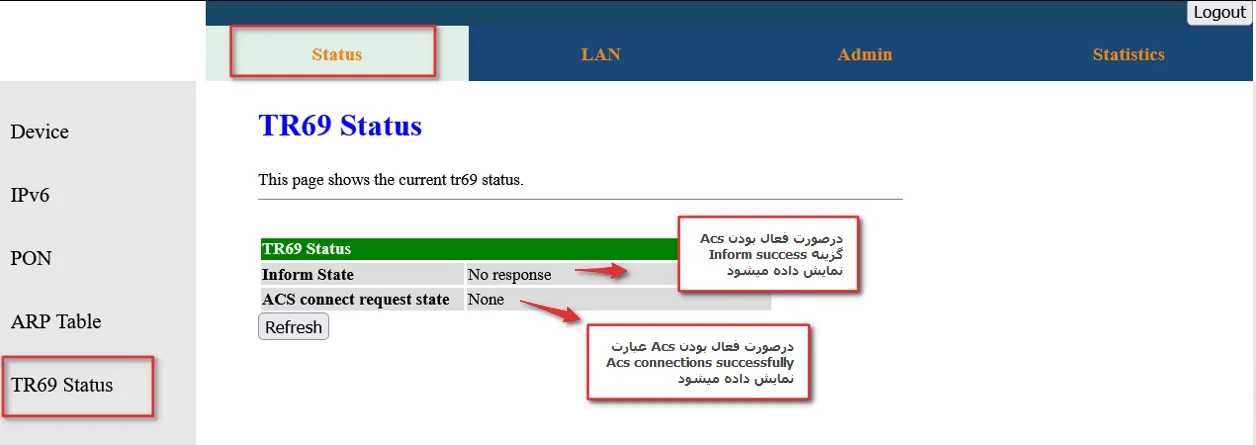 Logout
Status LAN Admin Statistics
Device
IPv6
PON
ARP Table
TR69 Status
TR69 Status
This page shows the current tr69 status.
TR69 Status
Inform State No response
ACS connect request state None
Refresh
درصورت فعال بودن Acs
گزینه Inform success
نمایش داده میشود
درصورت فعال بودن Acs عبارت
Acs connections successfully
نمایش داده میشود